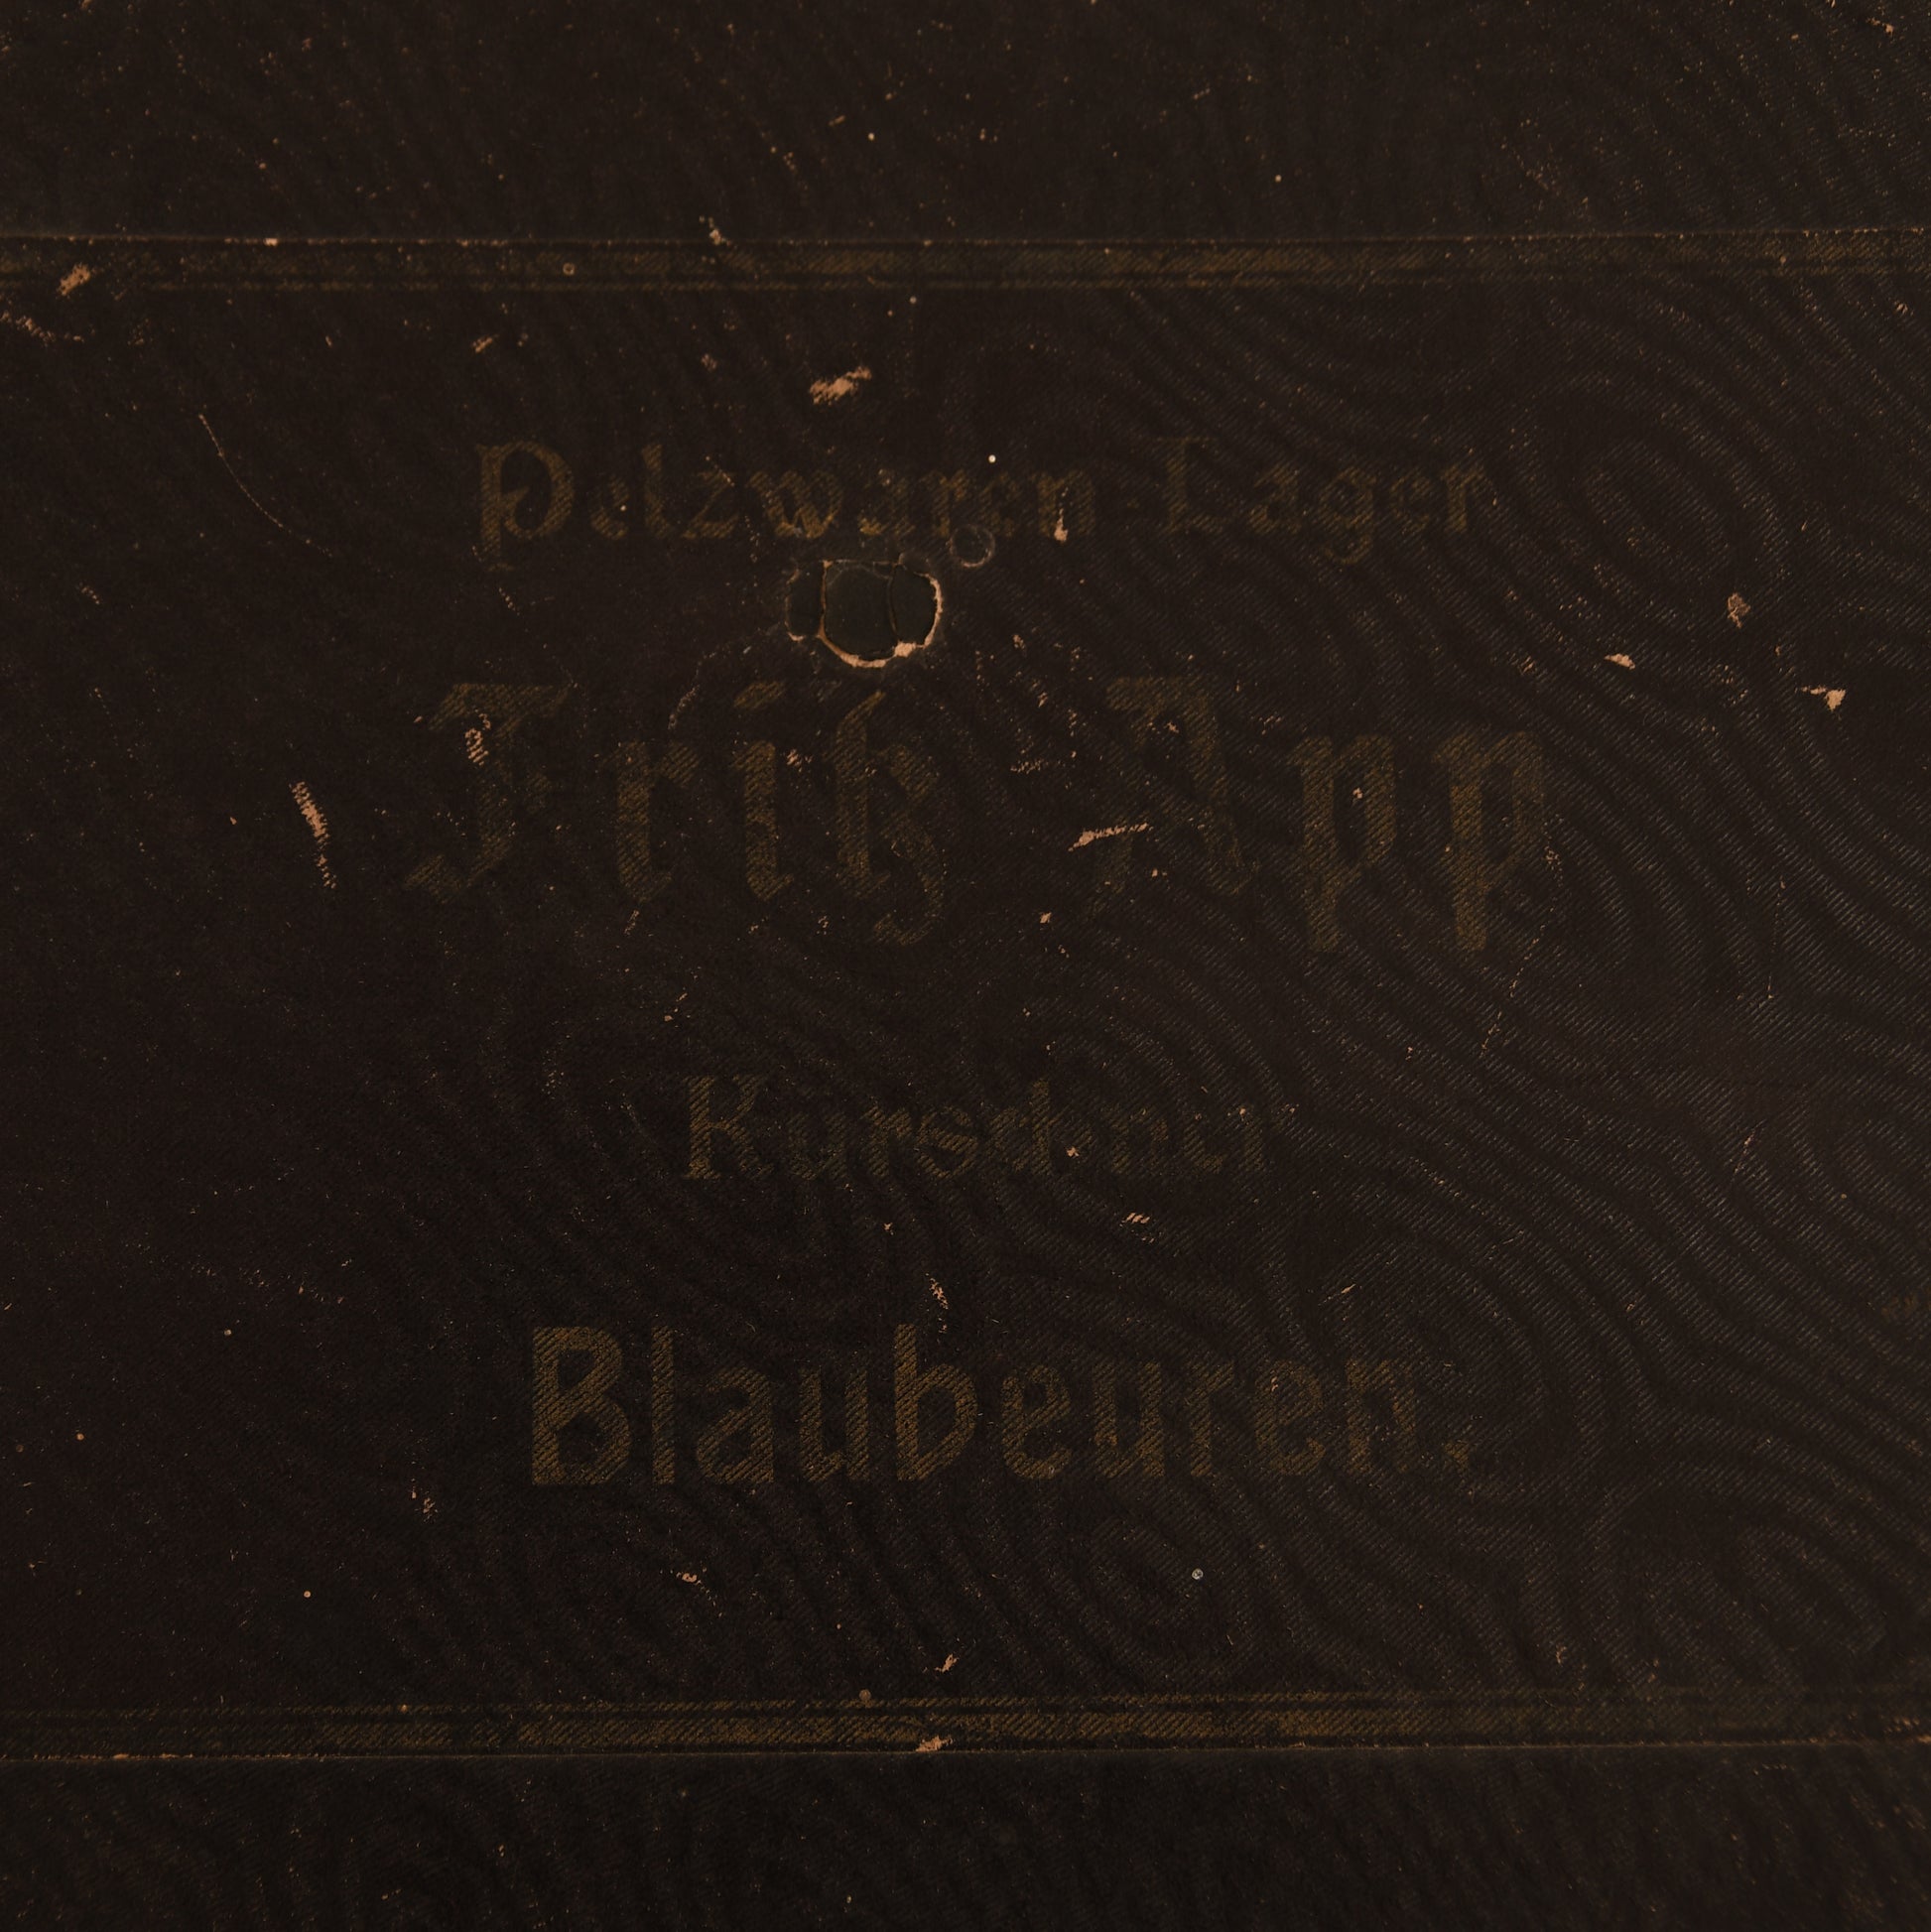 Pelzwaren-Lager
Fritz App
Kürschner
Blaubeuren.